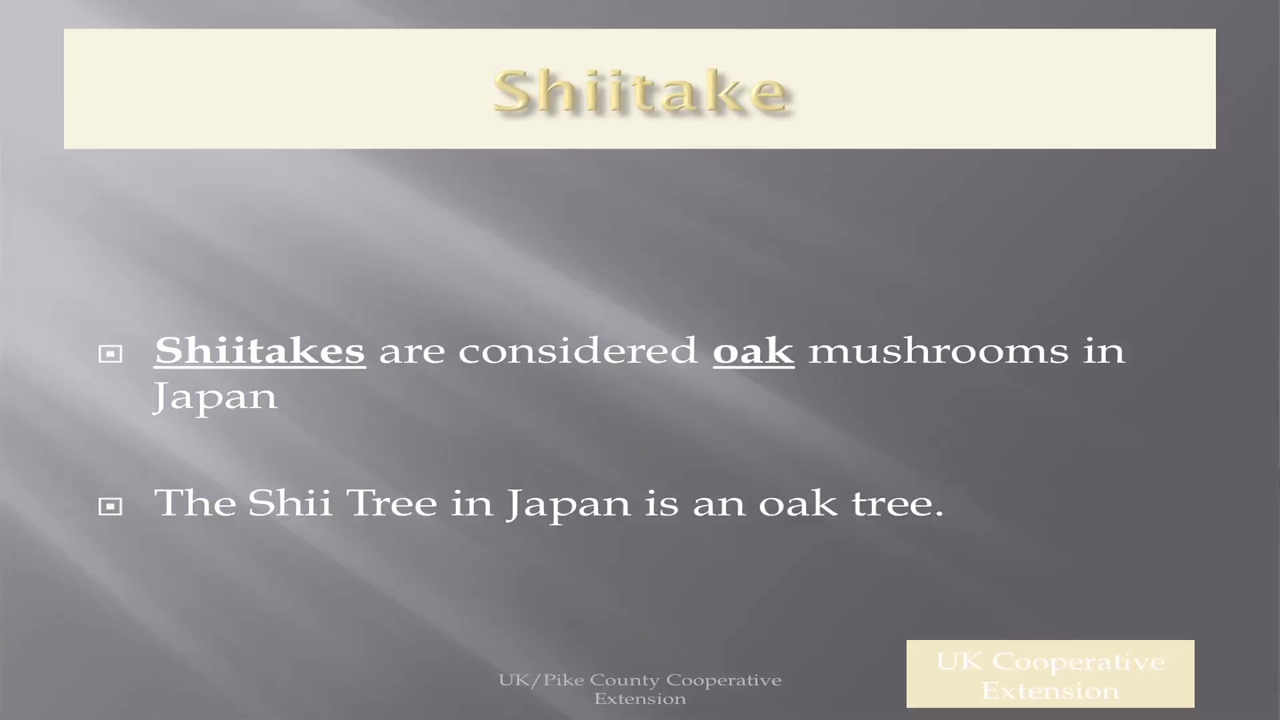 Shiitake
Shiitakes are considered oak mushrooms in
Japan
The Shii Tree in Japan is an oak tree.
UK/Pike County Cooperative
Extension
UK Cooperative
Extension